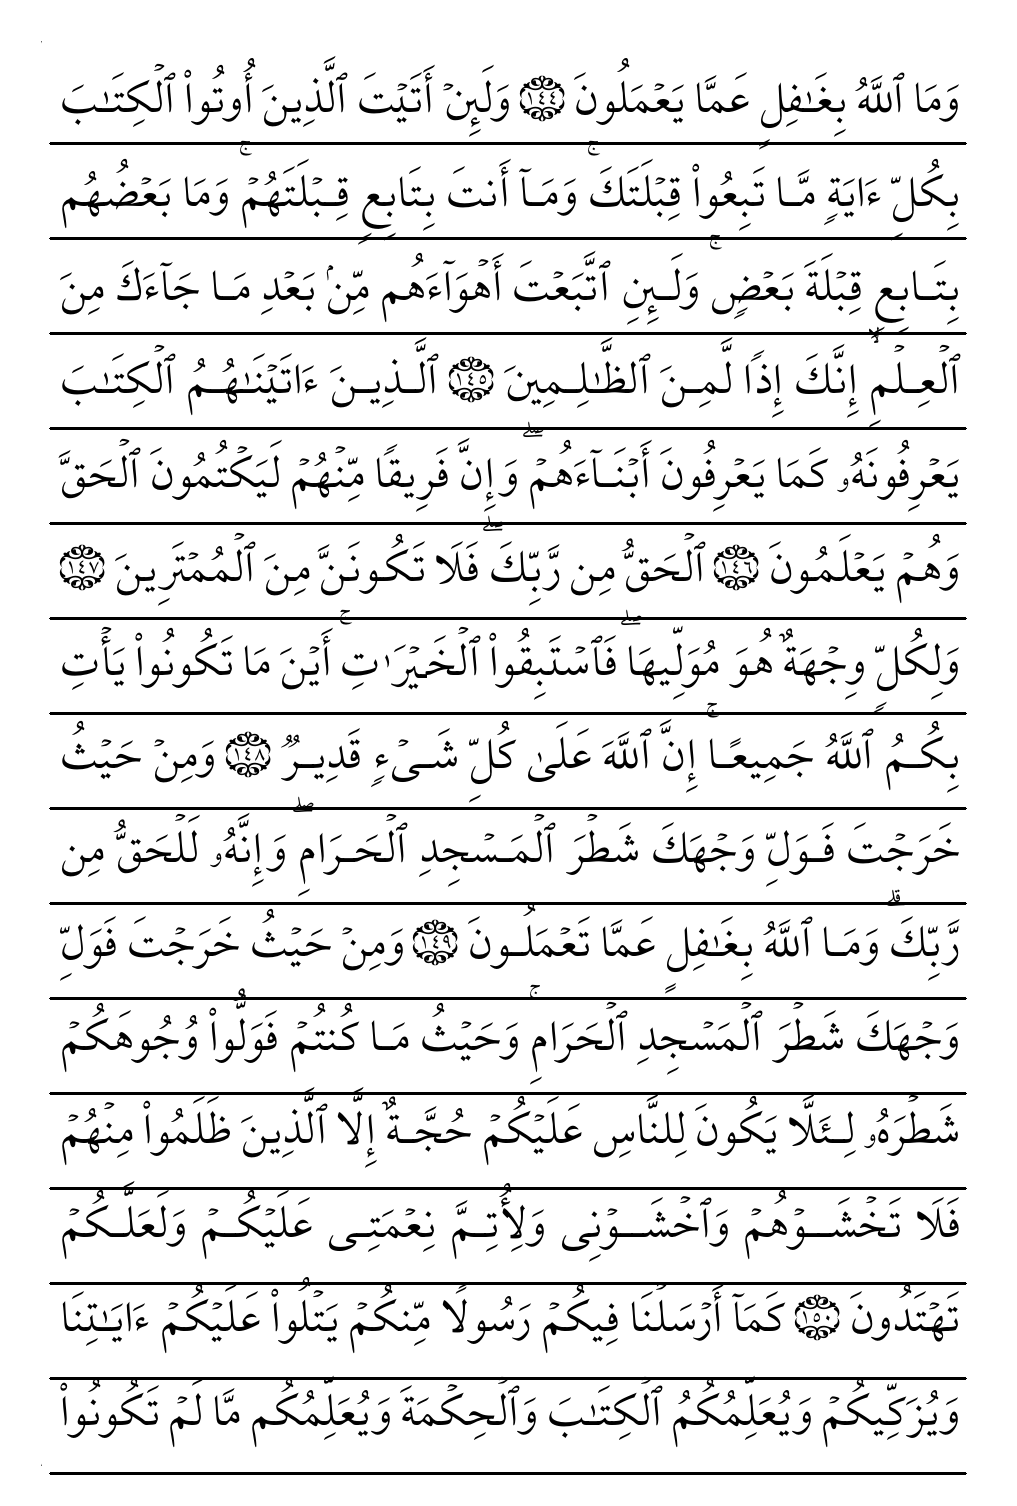 وَمَا ٱللَّهُ بِغَـٰفِلٍ عَمَّا يَعۡمَلُونَ ١٤٤ وَلَئِنۡ أَتَيۡتَ ٱلَّذِينَ أُوتُواْ ٱلۡكِتَـٰبَ
بِكُلِّ ءَايَةٍ مَّا تَبِعُواْ قِبۡلَتَكَۚ وَمَآ أَنتَ بِتَابِعٍ قِبۡلَتَهُمۡۚ وَمَا بَعۡضُهُم
بِتَابِعٍ قِبۡلَةَ بَعۡضٍۚ وَلَئِنِ ٱتَّبَعۡتَ أَهۡوَآءَهُم مِّنۢ بَعۡدِ مَا جَآءَكَ مِنَ
ٱلۡعِلۡمِۙ إِنَّكَ إِذًا لَّمِنَ ٱلظَّـٰلِمِينَ ١٤٥ ٱلَّذِينَ ءَاتَيۡنَـٰهُمُ ٱلۡكِتَـٰبَ
يَعۡرِفُونَهُۥ كَمَا يَعۡرِفُونَ أَبۡنَآءَهُمۡۖ وَإِنَّ فَرِيقًا مِّنۡهُمۡ لَيَكۡتُمُونَ ٱلۡحَقَّ
وَهُمۡ يَعۡلَمُونَ ١٤٦ ٱلۡحَقُّ مِن رَّبِّكَۖ فَلَا تَكُونَنَّ مِنَ ٱلۡمُمۡتَرِينَ ١٤٧
وَلِكُلٍّ وِجۡهَةٌ هُوَ مُوَلِّيهَاۖ فَٱسۡتَبِقُواْ ٱلۡخَيۡرَٰتِۚ أَيۡنَ مَا تَكُونُواْ يَأۡتِ
بِكُمُ ٱللَّهُ جَمِيعًاۚ إِنَّ ٱللَّهَ عَلَىٰ كُلِّ شَىۡءٍ قَدِيرٌ ١٤٨ وَمِنۡ حَيۡثُ
خَرَجۡتَ فَوَلِّ وَجۡهَكَ شَطۡرَ ٱلۡمَسۡجِدِ ٱلۡحَرَامِۖ وَإِنَّهُۥ لَلۡحَقُّ مِن
رَّبِّكَۗ وَمَا ٱللَّهُ بِغَـٰفِلٍ عَمَّا تَعۡمَلُونَ ١٤٩ وَمِنۡ حَيۡثُ خَرَجۡتَ فَوَلِّ
وَجۡهَكَ شَطۡرَ ٱلۡمَسۡجِدِ ٱلۡحَرَامِۚ وَحَيۡثُ مَا كُنتُمۡ فَوَلُّواْ وُجُوهَكُمۡ
شَطۡرَهُۥ لِئَلَّا يَكُونَ لِلنَّاسِ عَلَيۡكُمۡ حُجَّةٌ إِلَّا ٱلَّذِينَ ظَلَمُواْ مِنۡهُمۡ
فَلَا تَخۡشَوۡهُمۡ وَٱخۡشَوۡنِى وَلِأُتِمَّ نِعۡمَتِى عَلَيۡكُمۡ وَلَعَلَّكُمۡ
تَهۡتَدُونَ ١٥٠ كَمَآ أَرۡسَلۡنَا فِيكُمۡ رَسُولًا مِّنكُمۡ يَتۡلُواْ عَلَيۡكُمۡ ءَايَـٰتِنَا
وَيُزَكِّيكُمۡ وَيُعَلِّمُكُمُ ٱلۡكِتَـٰبَ وَٱلۡحِكۡمَةَ وَيُعَلِّمُكُم مَّا لَمۡ تَكُونُواْ